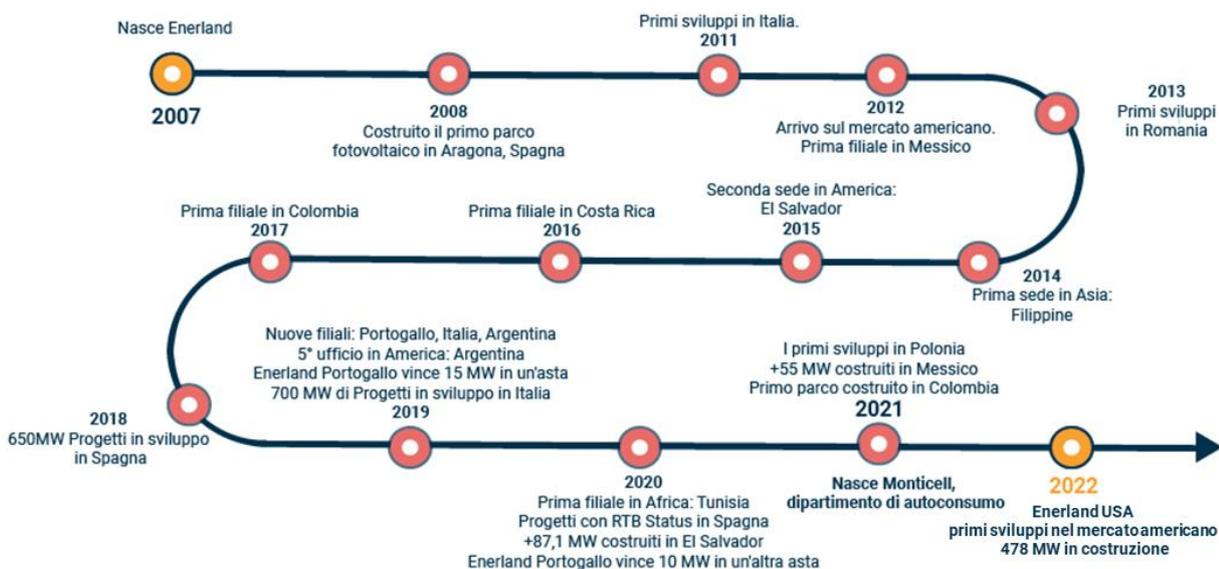 Nasce Enerland
2007
2008
Costruito il primo parco
fotovoltaico in Aragona, Spagna
Primi sviluppi in Italia.
2011
2012
Arrivo sul mercato americano.
Prima filiale in Messico
2013
Primi sviluppi
in Romania
2014
Prima sede in Asia:
Filippine
Seconda sede in America:
El Salvador
2015
Prima filiale in Costa Rica
2016
Prima filiale in Colombia
2017
2018
650MW Progetti in sviluppo
in Spagna
Nuove filiali: Portogallo, Italia, Argentina
5° ufficio in America: Argentina
Enerland Portogallo vince 15 MW in un'asta
700 MW di Progetti in sviluppo in Italia
2019
2020
Prima filiale in Africa: Tunisia
Progetti con RTB Status in Spagna
+87,1 MW costruiti in El Salvador
Enerland Portogallo vince 10 MW in un'altra asta
I primi sviluppi in Polonia
+55 MW costruiti in Messico
Primo parco costruito in Colombia
2021
Nasce Monticell,
dipartimento di autoconsumo
2022
Enerland USA
primi sviluppi nel mercato americano
478 MW in costruzione